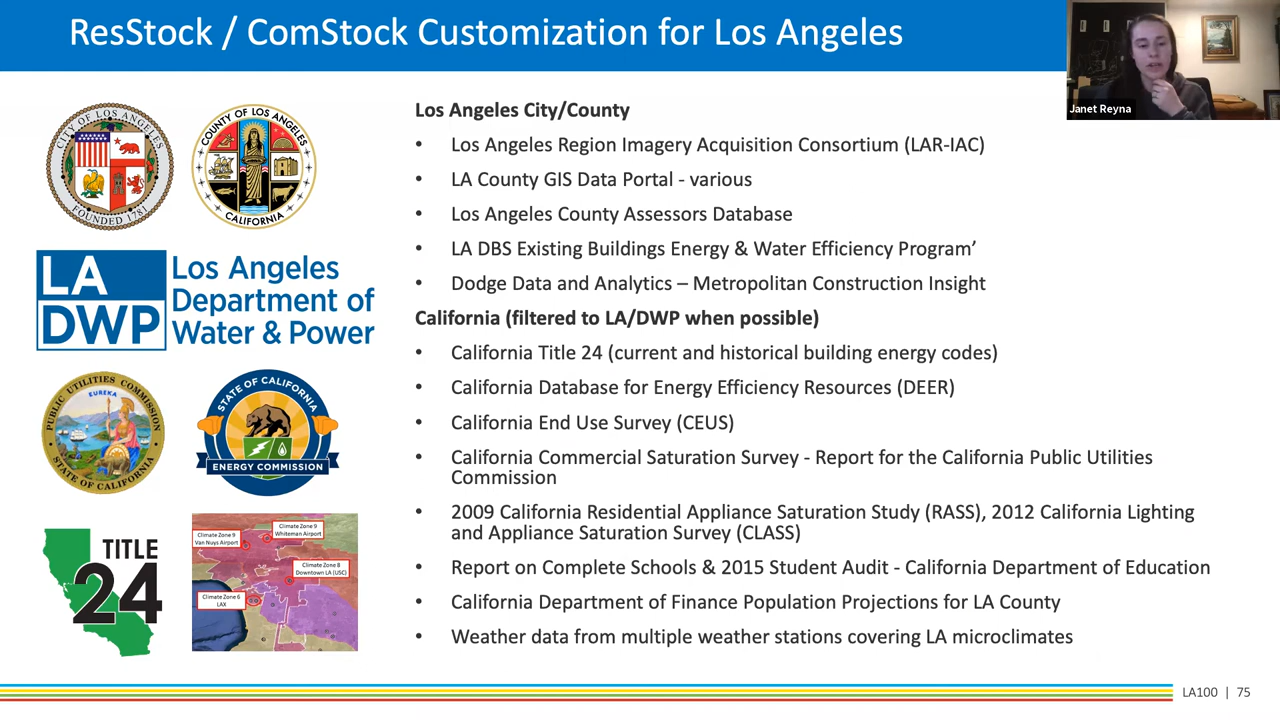 ResStock / ComStock Customization for Los Angeles
Janet Reyna
CITY OF LOS ANGELES
FOUNDED 1781
COUNTY OF LOS ANGELES
CALIFORNIA
LA
DWP
Los Angeles
Department of
Water & Power
PUBLIC UTILITIES COMMISSION
EUREKA
STATE OF CALIFORNIA
STATE OF CALIFORNIA
ENERGY COMMISSION
TITLE
24
Climate Zone 9
Van Nuys Airport
Climate Zone 9
Whiteman Airport
Climate Zone 8
Downtown LA (USC)
Climate Zone 6
LAX
Los Angeles City/County
• Los Angeles Region Imagery Acquisition Consortium (LAR-IAC)
• LA County GIS Data Portal - various
• Los Angeles County Assessors Database
• LA DBS Existing Buildings Energy & Water Efficiency Program’
• Dodge Data and Analytics – Metropolitan Construction Insight
California (filtered to LA/DWP when possible)
• California Title 24 (current and historical building energy codes)
• California Database for Energy Efficiency Resources (DEER)
• California End Use Survey (CEUS)
• California Commercial Saturation Survey - Report for the California Public Utilities
Commission
• 2009 California Residential Appliance Saturation Study (RASS), 2012 California Lighting
and Appliance Saturation Survey (CLASS)
• Report on Complete Schools & 2015 Student Audit - California Department of Education
• California Department of Finance Population Projections for LA County
• Weather data from multiple weather stations covering LA microclimates
LA100 | 75